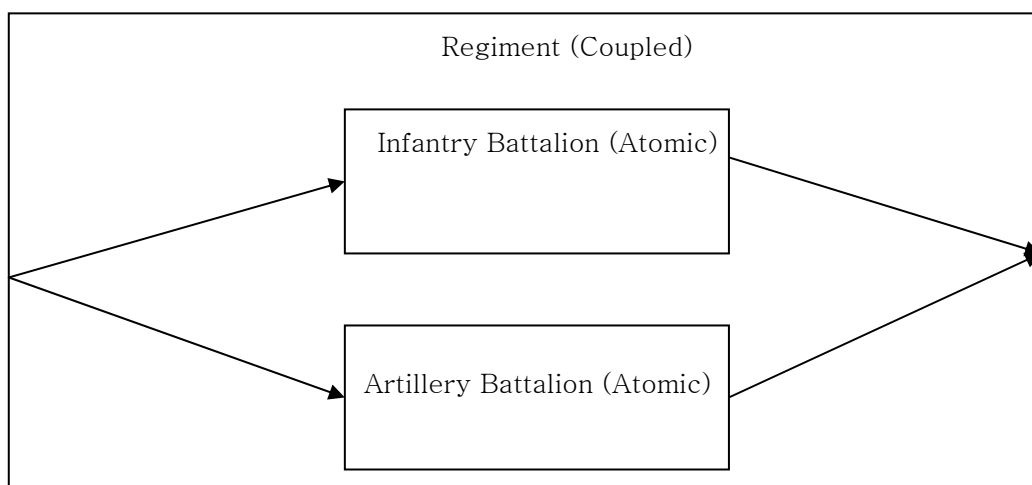 Regiment (Coupled)
Infantry Battalion (Atomic)
Artillery Battalion (Atomic)